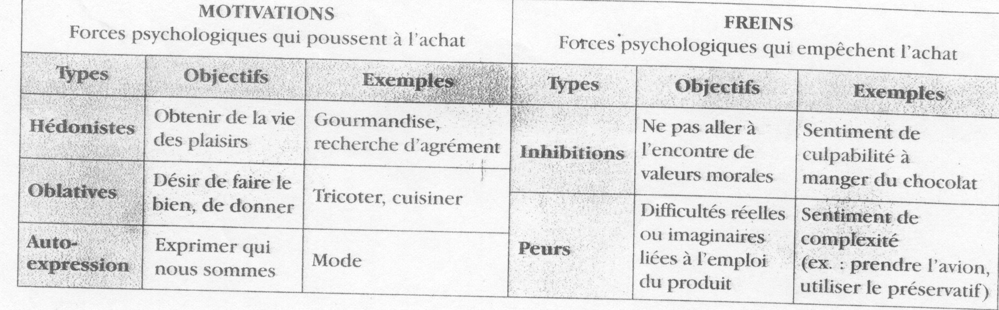 MOTIVATIONS
Forces psychologiques qui poussent à l'achat
Types
Objectifs
Exemples
Hédonistes
Obtenir de la vie
des plaisirs
Gourmandise,
recherche d'agrément
Oblatives
Désir de faire le
bien, de donner
Tricoter, cuisiner
Auto-
expression
Exprimer qui
nous sommes
Mode
FREINS
Forces psychologiques qui empêchent l'achat
Types
Objectifs
Exemples
Inhibitions
Ne pas aller à
l'encontre de
valeurs morales
Sentiment de
culpabilité à
manger du chocolat
Peurs
Difficultés réelles
ou imaginaires
liées à l'emploi
du produit
Sentiment de
complexité
(ex. : prendre l'avion,
utiliser le préservatif)